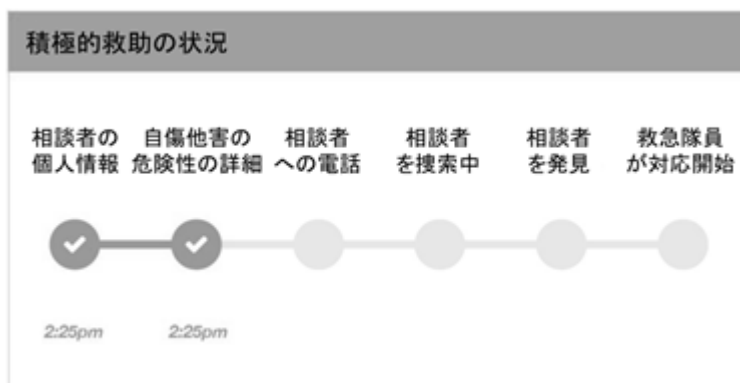 積極的救助の状況
相談者の 自傷他害の 相談者 相談者 相談者 救急隊員
個人情報 危険性の詳細 への電話 を捜索中 を発見 が対応開始
2:25pm 2:25pm